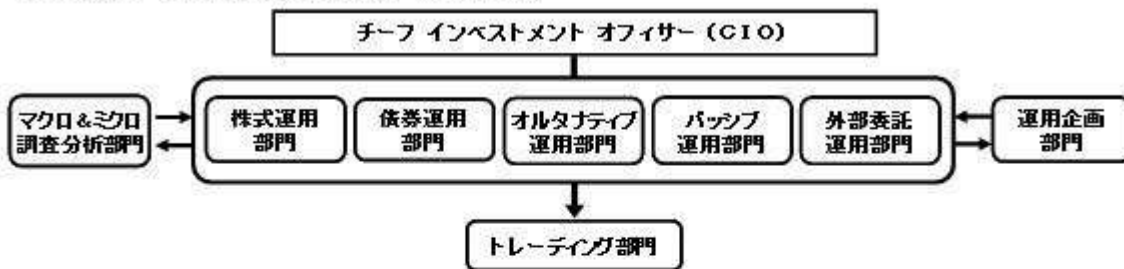 チーフ インベストメント オフィサー (CIO)
マクロ&ミクロ
調査分析部門
株式運用
部門
債券運用
部門
オルタナティブ
運用部門
パッシブ
運用部門
外部委託
運用部門
運用企画
部門
トレーディング部門